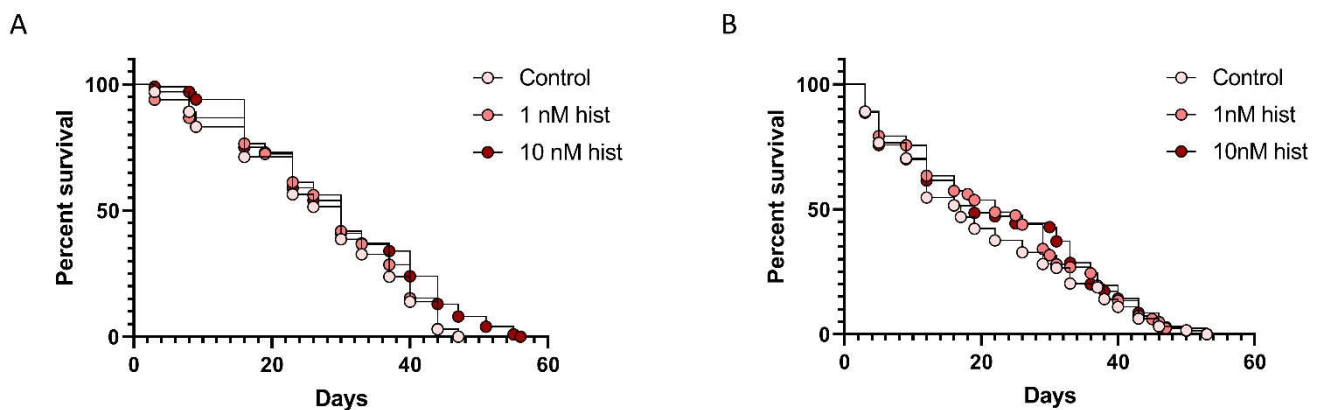 A
Percent survival
100
50
0
0
20
40
60
Days
Control
1 nM hist
10 nM hist
B
Percent survival
100
50
0
0
20
40
60
Days
Control
1nM hist
10nM hist